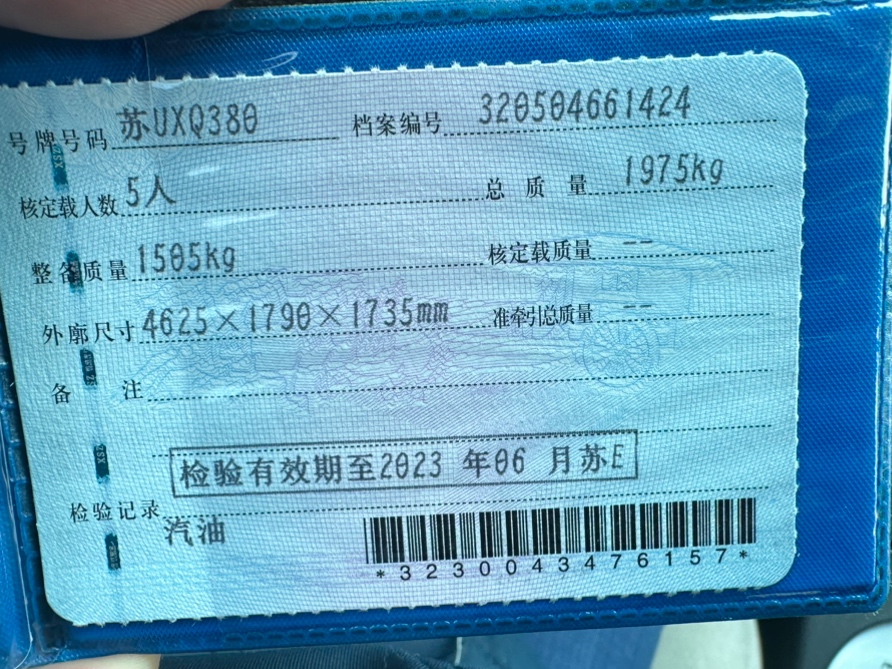 号牌号码 苏UXQ380 档案编号 320504661424
核定载人数 5人 总质量 1975kg
整备质量 1505kg 核定载质量 --
外廓尺寸 4625×1790×1735mm 准牵引总质量 --
备注
检验有效期至2023 年06 月苏E
检验记录
汽油
*3230043476157*